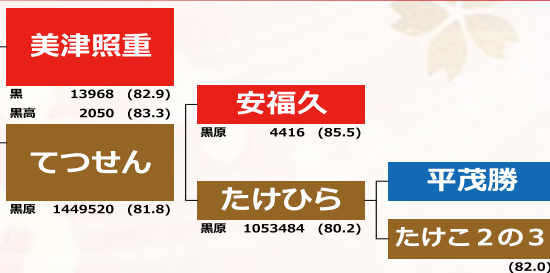 美津照重
黒 13968 (82.9)
黒高 2050 (83.3)
てつせん
黒原 1449520 (81.8)
安福久
黒原 4416 (85.5)
たけひら
黒原 1053484 (80.2)
平茂勝
たけこ２の３
(82.0)